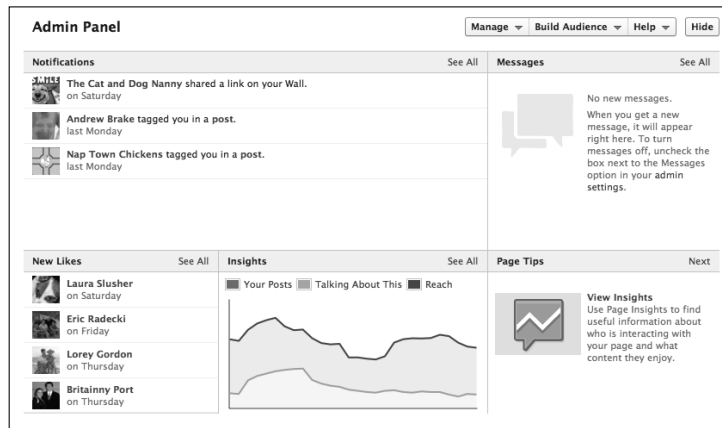 Admin Panel
Manage Build Audience Help Hide
Notifications See All
The Cat and Dog Nanny shared a link on your Wall.
on Saturday
Andrew Brake tagged you in a post.
last Monday
Nap Town Chickens tagged you in a post.
last Monday
Messages See All
No new messages.
When you get a new
message, it will appear
right here. To turn
messages off, uncheck the
box next to the Messages
option in your admin
settings.
New Likes See All
Laura Slusher
on Saturday
Eric Radecki
on Friday
Lorey Gordon
on Thursday
Britainny Port
on Thursday
Insights See All
Your Posts Talking About This Reach
Page Tips Next
View Insights
Use Page Insights to find
useful information about
who is interacting with
your page and what
content they enjoy.